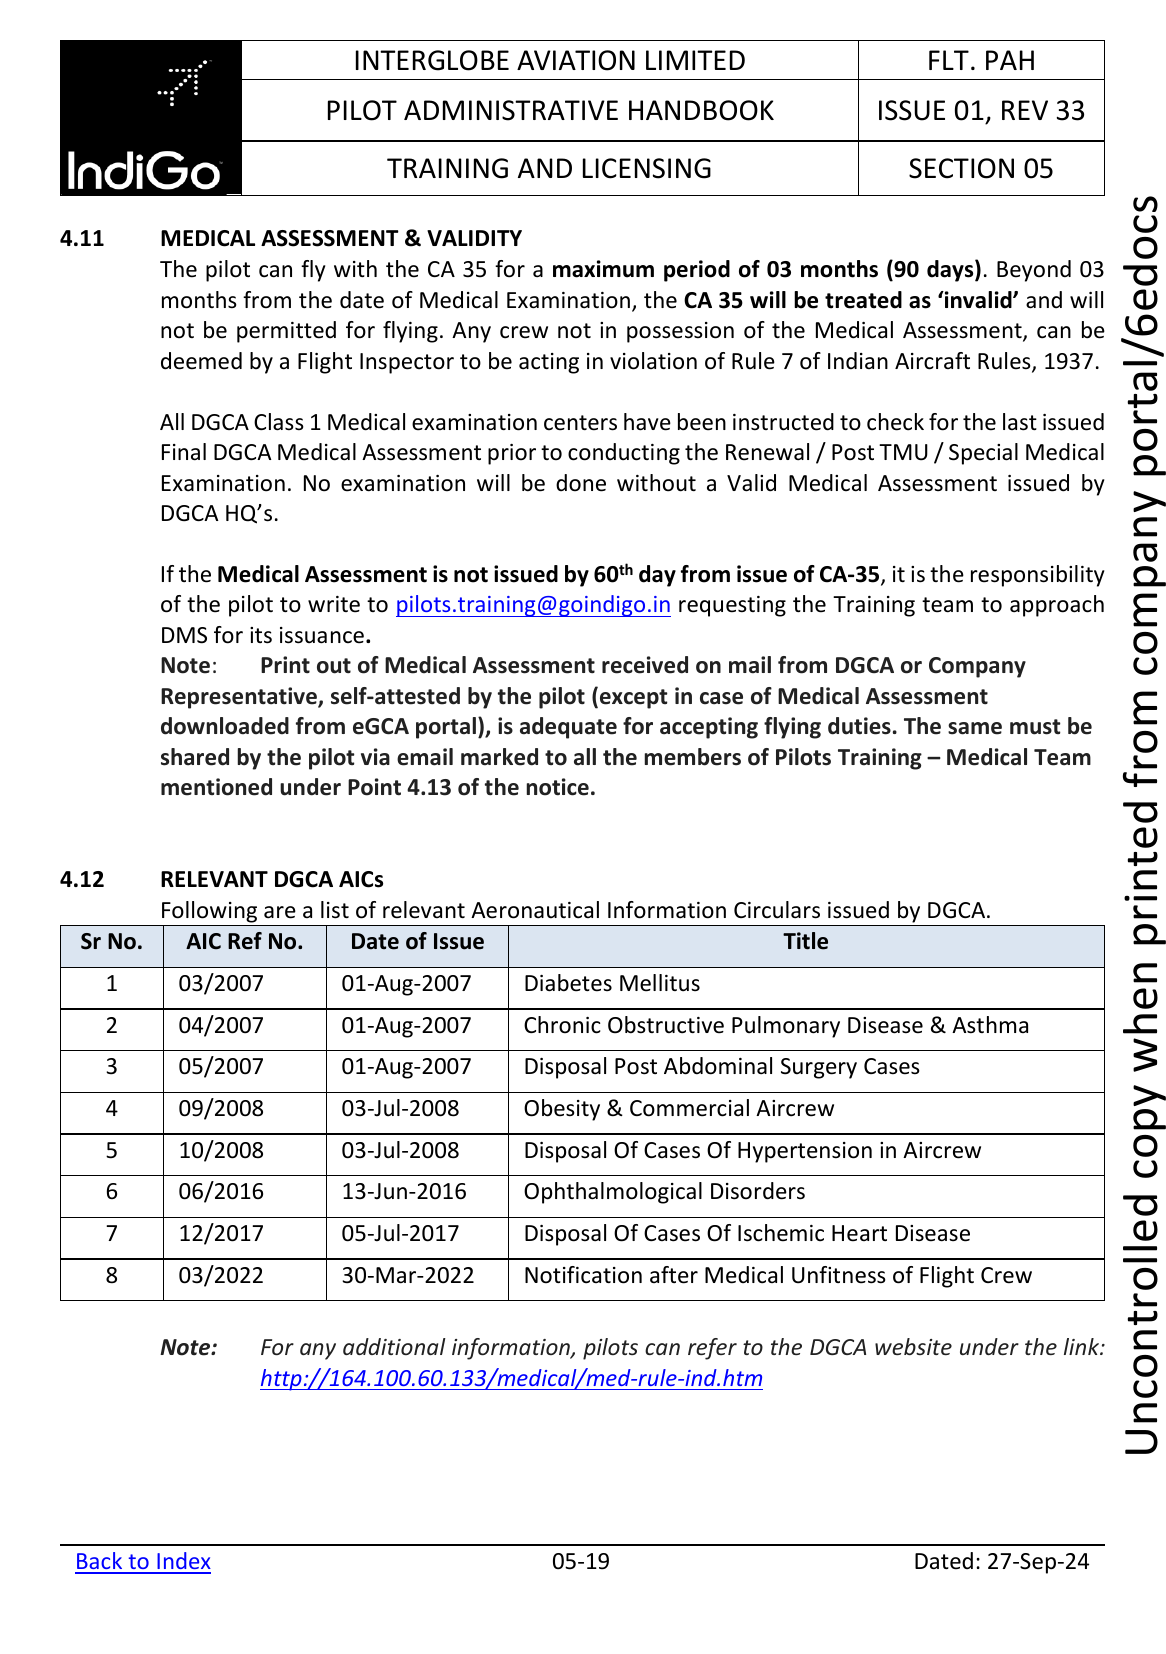 IndiGo
INTERGLOBE AVIATION LIMITED
FLT. PAH
PILOT ADMINISTRATIVE HANDBOOK
ISSUE 01, REV 33
TRAINING AND LICENSING
SECTION 05
4.11 MEDICAL ASSESSMENT & VALIDITY
The pilot can fly with the CA 35 for a maximum period of 03 months (90 days). Beyond 03
months from the date of Medical Examination, the CA 35 will be treated as ‘invalid’ and will
not be permitted for flying. Any crew not in possession of the Medical Assessment, can be
deemed by a Flight Inspector to be acting in violation of Rule 7 of Indian Aircraft Rules, 1937.
All DGCA Class 1 Medical examination centers have been instructed to check for the last issued
Final DGCA Medical Assessment prior to conducting the Renewal / Post TMU / Special Medical
Examination. No examination will be done without a Valid Medical Assessment issued by
DGCA HQ’s.
If the Medical Assessment is not issued by 60th day from issue of CA-35, it is the responsibility
of the pilot to write to pilots.training@goindigo.in requesting the Training team to approach
DMS for its issuance.
Note: Print out of Medical Assessment received on mail from DGCA or Company
Representative, self-attested by the pilot (except in case of Medical Assessment
downloaded from eGCA portal), is adequate for accepting flying duties. The same must be
shared by the pilot via email marked to all the members of Pilots Training – Medical Team
mentioned under Point 4.13 of the notice.
4.12 RELEVANT DGCA AICs
Following are a list of relevant Aeronautical Information Circulars issued by DGCA.
Sr No. AIC Ref No. Date of Issue Title
1 03/2007 01-Aug-2007 Diabetes Mellitus
2 04/2007 01-Aug-2007 Chronic Obstructive Pulmonary Disease & Asthma
3 05/2007 01-Aug-2007 Disposal Post Abdominal Surgery Cases
4 09/2008 03-Jul-2008 Obesity & Commercial Aircrew
5 10/2008 03-Jul-2008 Disposal Of Cases Of Hypertension in Aircrew
6 06/2016 13-Jun-2016 Ophthalmological Disorders
7 12/2017 05-Jul-2017 Disposal Of Cases Of Ischemic Heart Disease
8 03/2022 30-Mar-2022 Notification after Medical Unfitness of Flight Crew
Note: For any additional information, pilots can refer to the DGCA website under the link:
http://164.100.60.133/medical/med-rule-ind.htm
Back to Index 05-19 Dated: 27-Sep-24
Uncontrolled copy when printed from company portal/6edocs